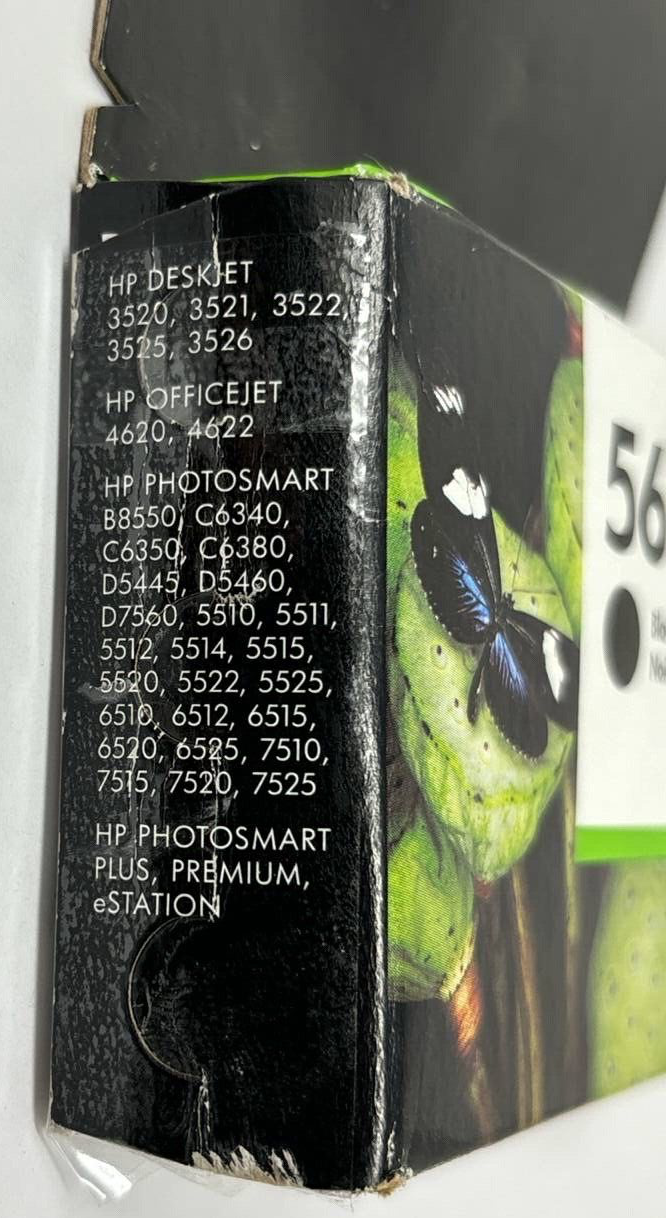 HP DESKJET
3520, 3521, 3522,
3525, 3526
HP OFFICEJET
4620, 4622
HP PHOTOSMART
B8550, C6340,
C6350, C6380,
D5445, D5460,
D7560, 5510, 5511,
5512, 5514, 5515,
5520, 5522, 5525,
6510, 6512, 6515,
6520, 6525, 7510,
7515, 7520, 7525
HP PHOTOSMART
PLUS, PREMIUM,
eSTATION
56